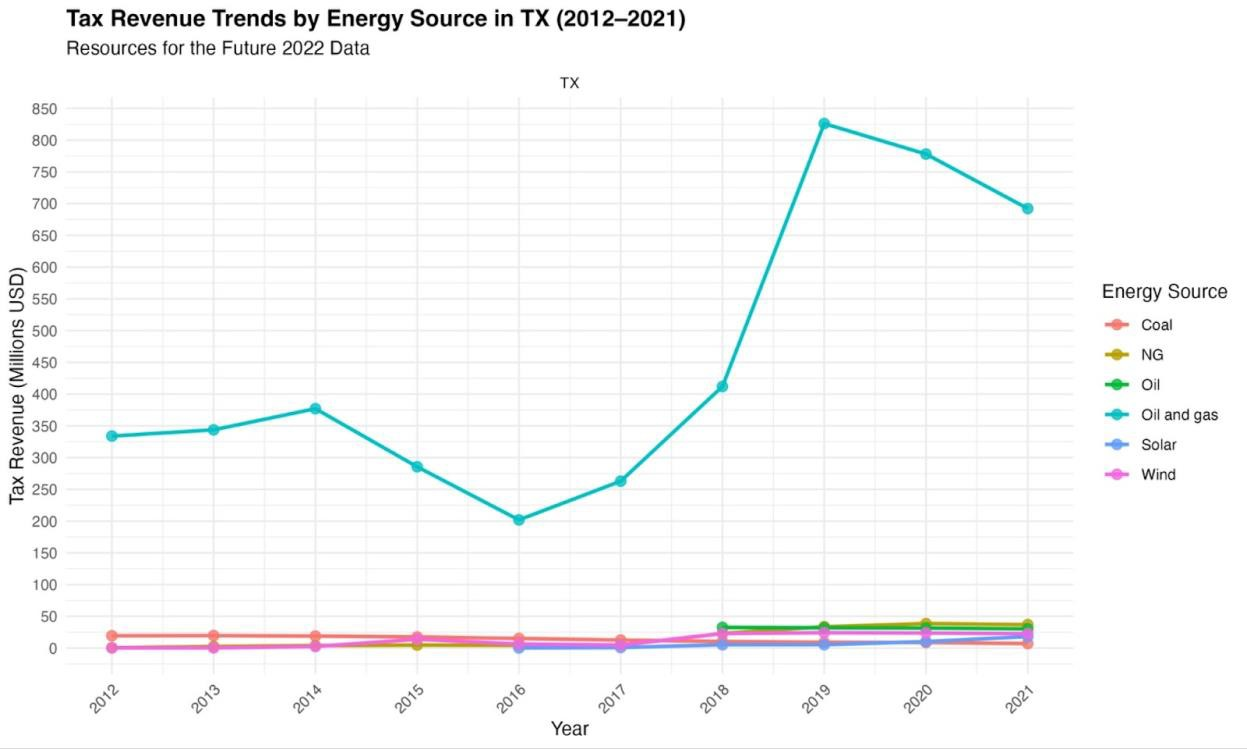 Tax Revenue Trends by Energy Source in TX (2012–2021)
Resources for the Future 2022 Data
TX
850
800
750
700
650
600
550
500
450
400
350
300
250
200
150
100
50
0
Tax Revenue (Millions USD)
2012
2013
2014
2015
2016
2017
2018
2019
2020
2021
Year
Energy Source
Coal
NG
Oil
Oil and gas
Solar
Wind